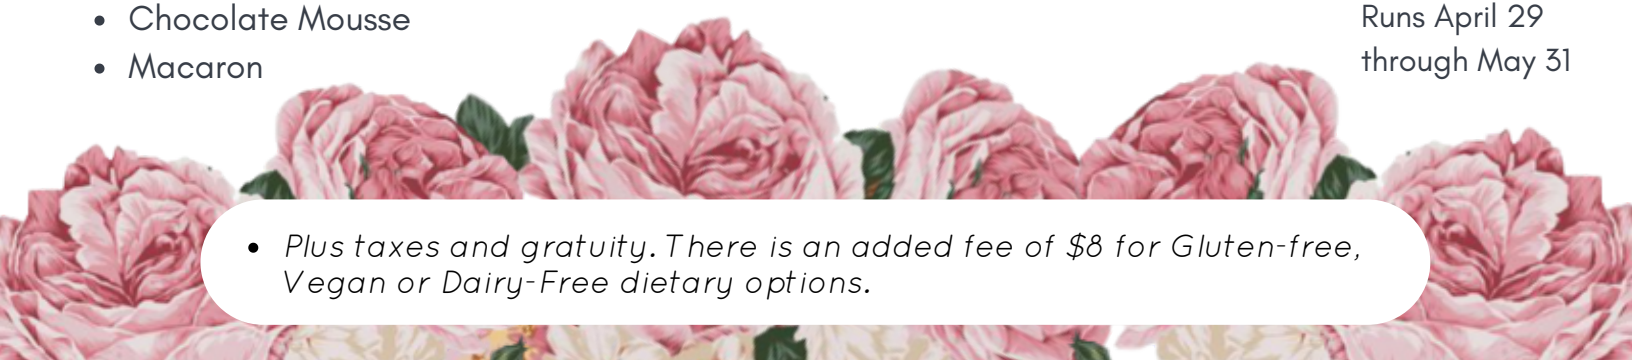 • Chocolate Mousse
• Macaron
Runs April 29
through May 31
• Plus taxes and gratuity. There is an added fee of $8 for Gluten-free,
Vegan or Dairy-Free dietary options.